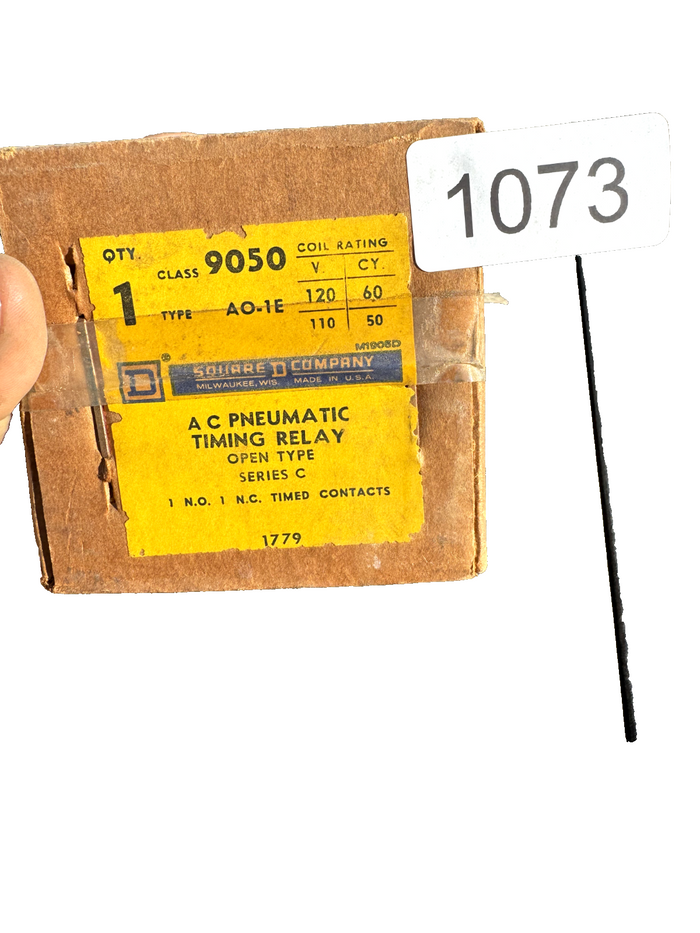 1073
QTY. CLASS 9050 COIL RATING
V. CY.
1 TYPE AO-1E 120 60
110 50
M1905D
D ® SQUARE D COMPANY
MILWAUKEE, WIS. MADE IN U.S.A.
A C PNEUMATIC
TIMING RELAY
OPEN TYPE
SERIES C
1 N.O. 1 N.C. TIMED CONTACTS
1779